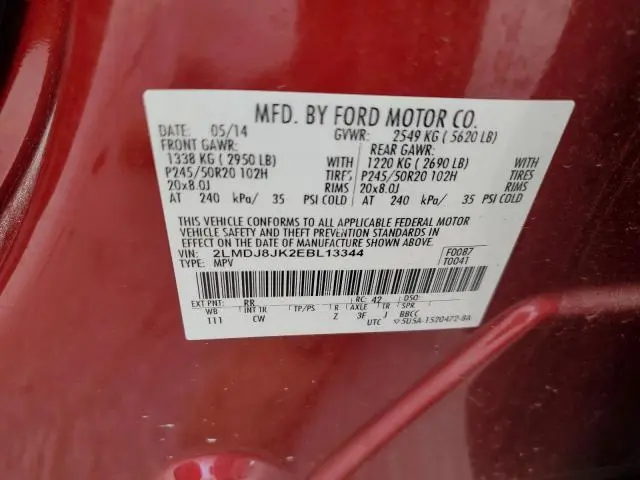 MFD. BY FORD MOTOR CO.
DATE: 05/14 GVWR: 2549 KG ( 5620 LB)
FRONT GAWR: REAR GAWR:
1338 KG ( 2950 LB) WITH 1220 KG ( 2690 LB) WITH
P245/50R20 102H TIRES P245/50R20 102H TIRES
20x8.0J RIMS 20x8.0J RIMS
AT 240 kPa/ 35 PSI COLD AT 240 kPa/ 35 PSI COLD
THIS VEHICLE CONFORMS TO ALL APPLICABLE FEDERAL MOTOR
VEHICLE SAFETY AND THEFT PREVENTION STANDARDS IN
EFFECT ON THE DATE OF MANUFACTURE SHOWN ABOVE.
VIN: 2LMDJ8JK2EBL13344 F0087
TYPE: MPV T0041
EXT PNT: RR RC: 42 DSO:
WB INT TR TP/PS R AXLE TR SPR
111 CW Z 3F J BBCC
UTC 5U5A-1520472-BA